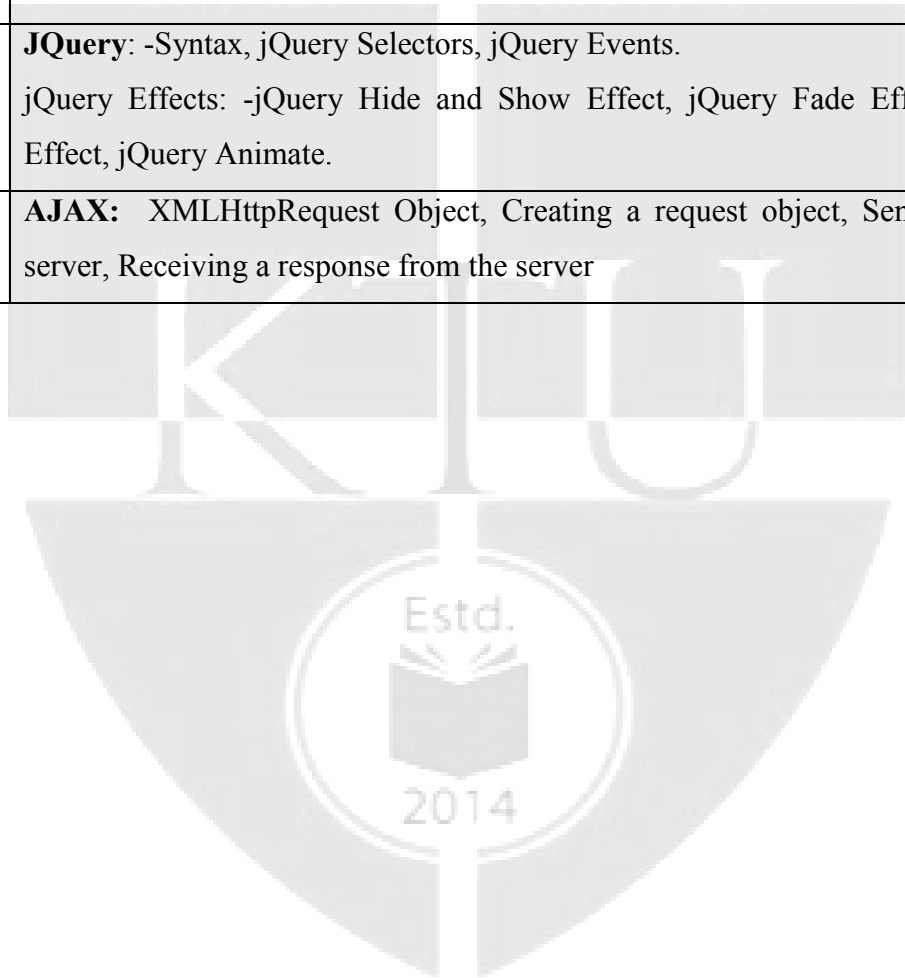 JQuery: -Syntax, jQuery Selectors, jQuery Events.
jQuery Effects: -jQuery Hide and Show Effect, jQuery Fade
Effect, jQuery Animate.
AJAX: XMLHttpRequest Object, Creating a request object,
server, Receiving a response from the server
KTU
Estd.
2014